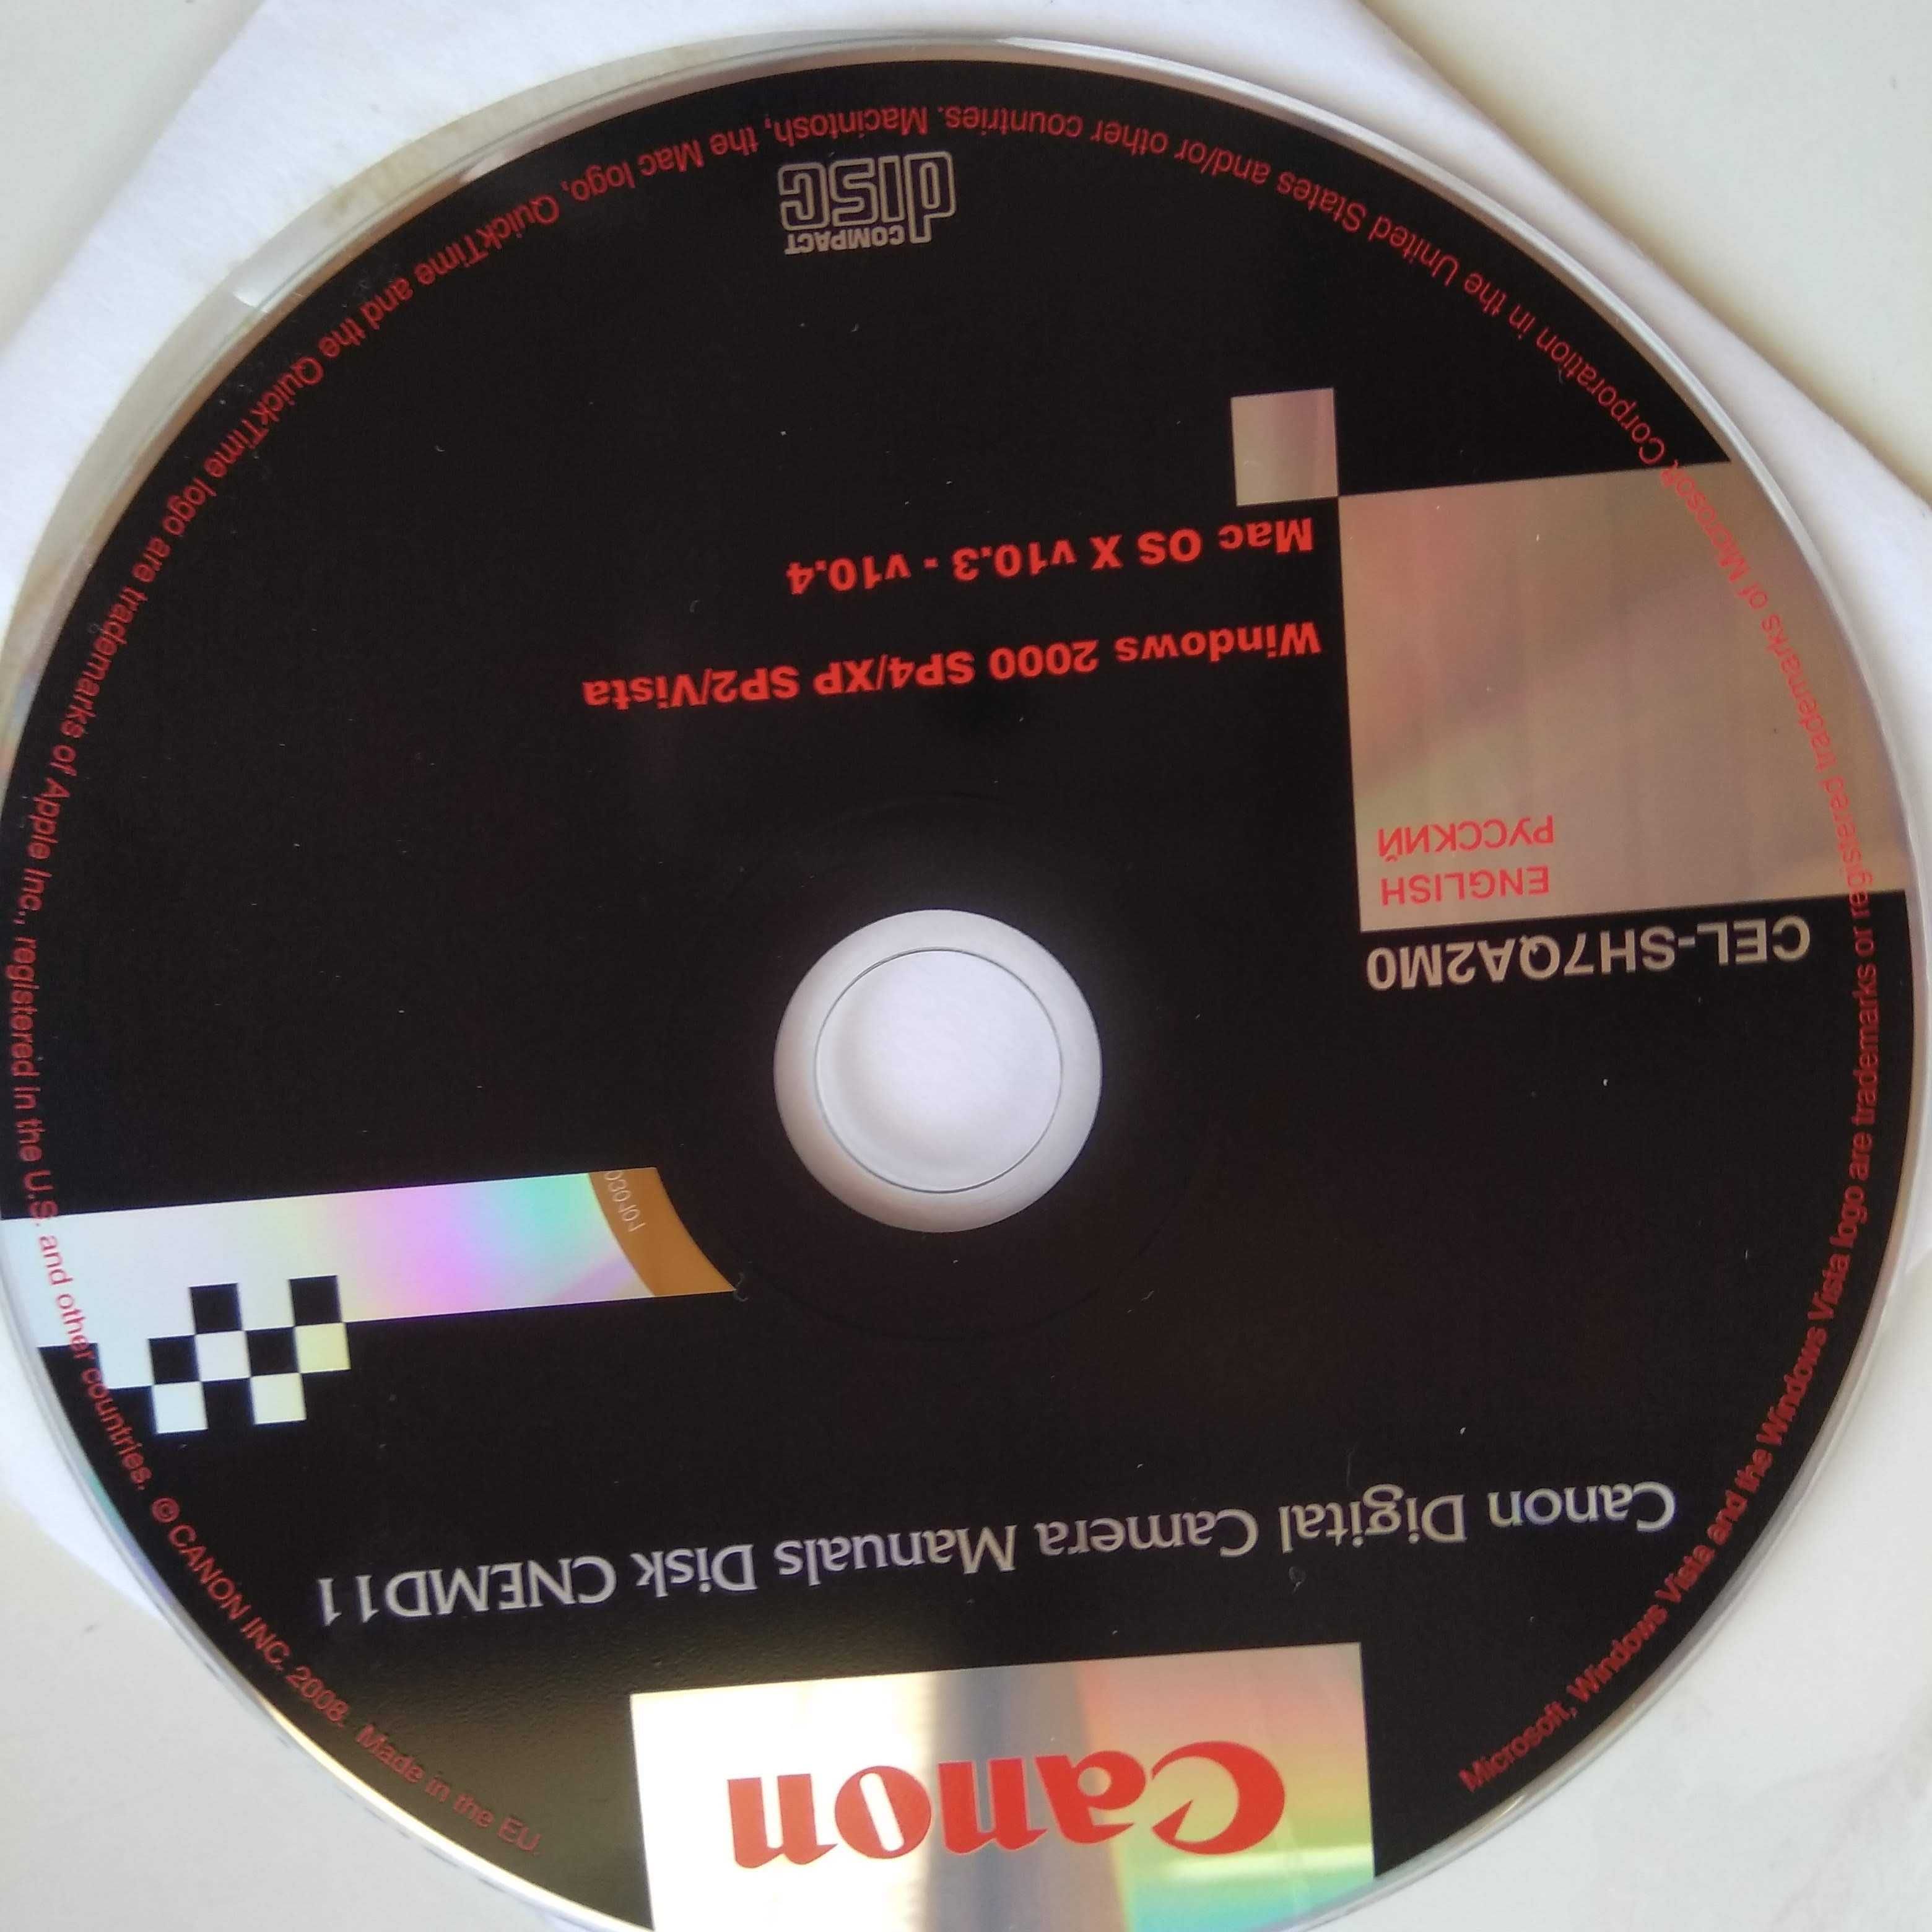 Canon
Canon Digital Camera Manuals Disk CNEMD11
CEL-SH7QA2M0
ENGLISH
РУССКИЙ
Windows 2000 SP4/XP SP2/Vista
Mac OS X v10.3 - v10.4
COMPACT
disc
Microsoft, Windows Vista and the Windows Vista logo are trademarks or registered trademarks of Microsoft Corporation in the United States and/or other countries. Macintosh, the Mac logo, QuickTime and the QuickTime logo are trademarks of Apple Inc., registered in the U.S. and other countries. © CANON INC. 2008. Made in the EU